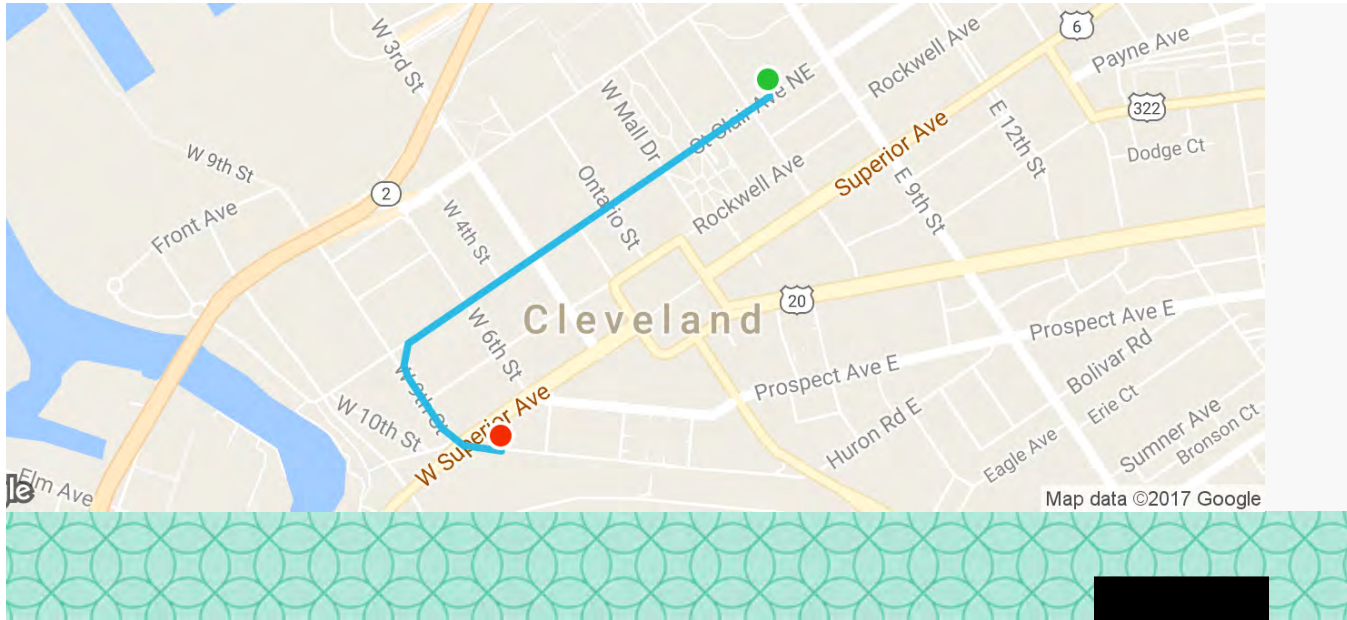 W 3rd St
6
Rockwell Ave
Payne Ave
W Mall Dr
St Clair Ave NE
322
E 12th St
W 9th St
Dodge Ct
2
Ontario St
Rockwell Ave
Superior Ave
E 9th St
Front Ave
W 4th St
20
Cleveland
W 6th St
Prospect Ave E
Bolivar Rd
Prospect Ave E
W 9th St
Erie Ct
W 10th St
W Superior Ave
Huron Rd E
Sumner Ave
Eagle Ave
Bronson Ct
Elm Ave
Map data ©2017 Google